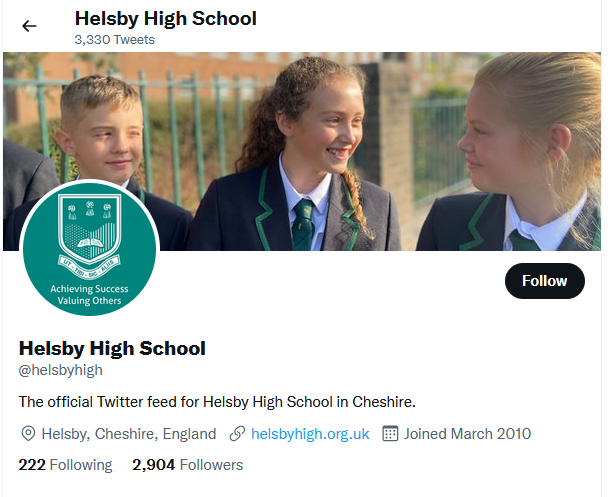 Helsby High School
3,330 Tweets
Achieving Success
Valuing Others
Follow
Helsby High School
@helsbyhigh
The official Twitter feed for Helsby High School in Cheshire.
Helsby, Cheshire, England helsbyhigh.org.uk Joined March 2010
222 Following 2,904 Followers